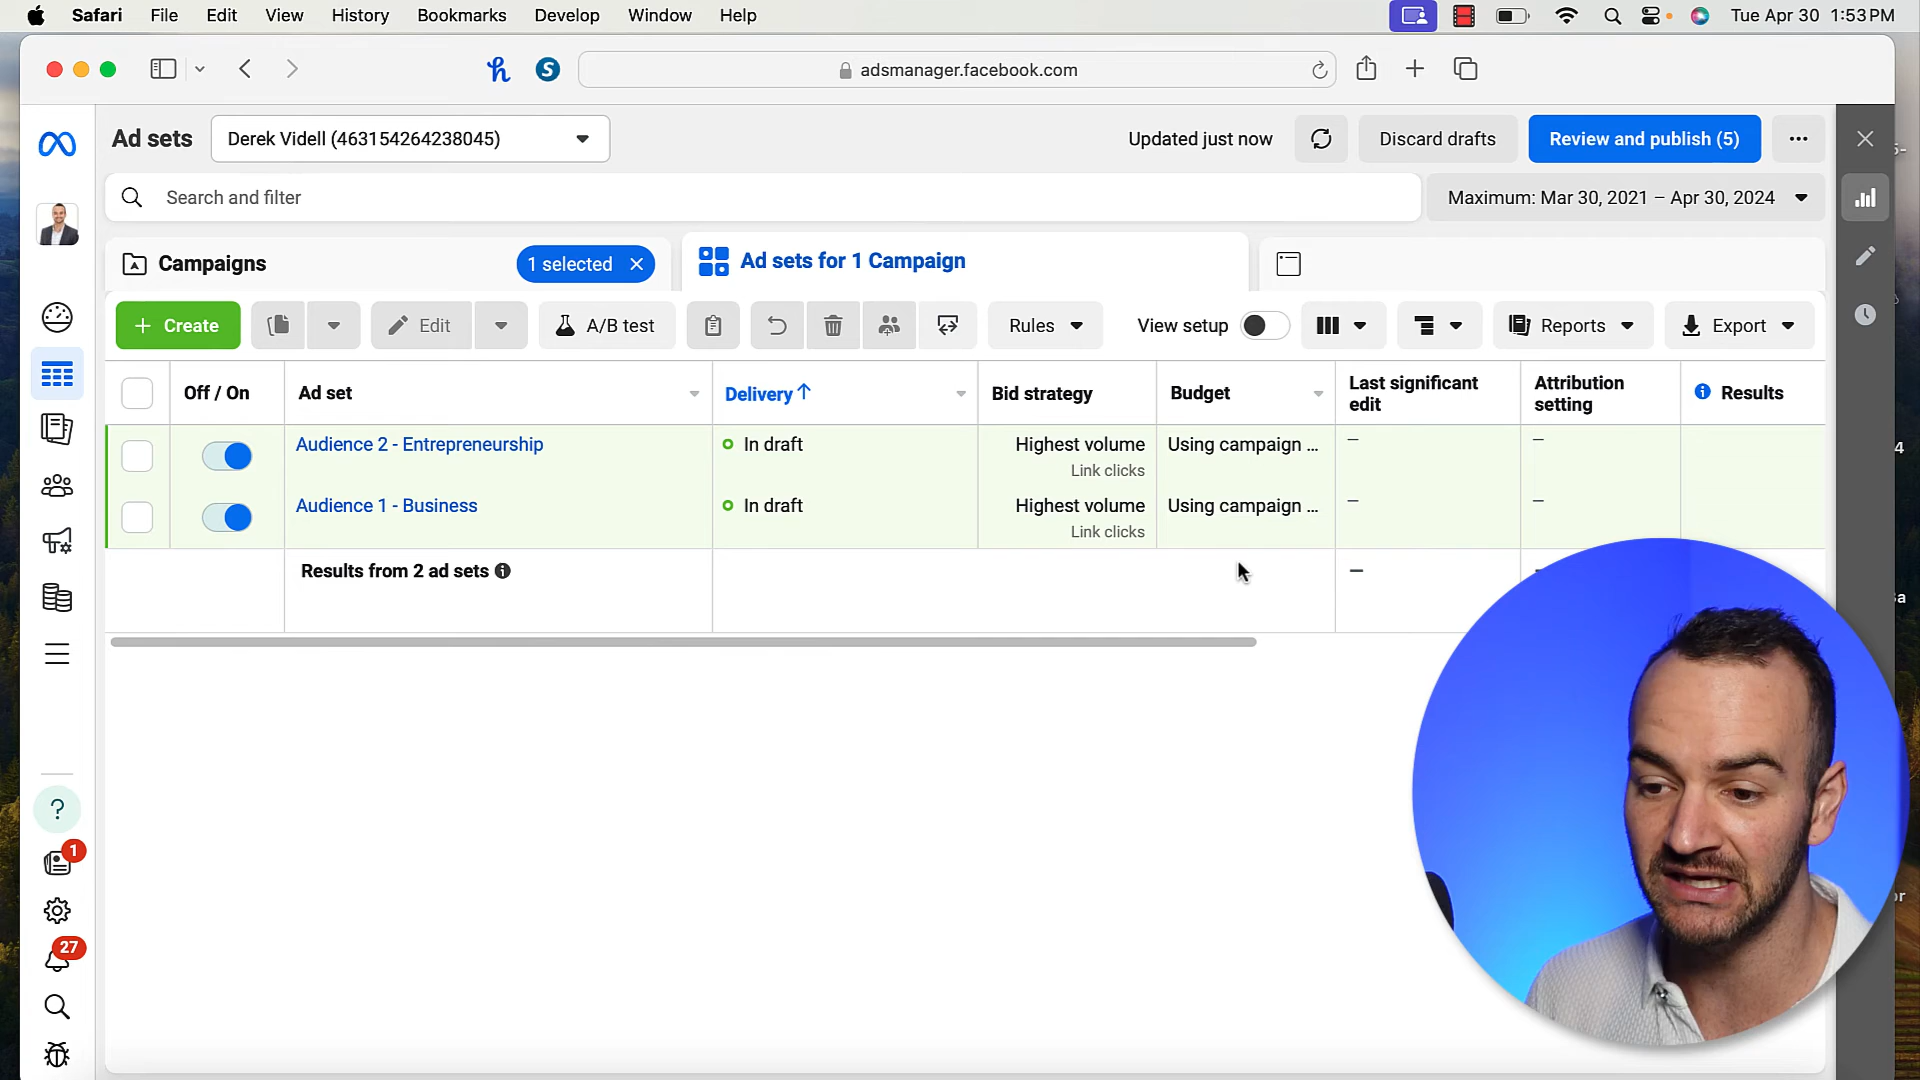 Safari File Edit View History Bookmarks Develop Window Help Tue Apr 30 1:53 PM
adsmanager.facebook.com
Ad sets Derek Videll (463154264238045) Updated just now Discard drafts Review and publish (5)
Search and filter Maximum: Mar 30, 2021 – Apr 30, 2024
Campaigns 1 selected Ad sets for 1 Campaign
+ Create Edit A/B test Rules View setup Reports Export
Off / On Ad set Delivery↑ Bid strategy Budget Last significant edit Attribution setting Results
Audience 2 - Entrepreneurship In draft Highest volume Using campaign ... – –
Link clicks
Audience 1 - Business In draft Highest volume Using campaign ... – –
Link clicks
Results from 2 ad sets –
?
1
27